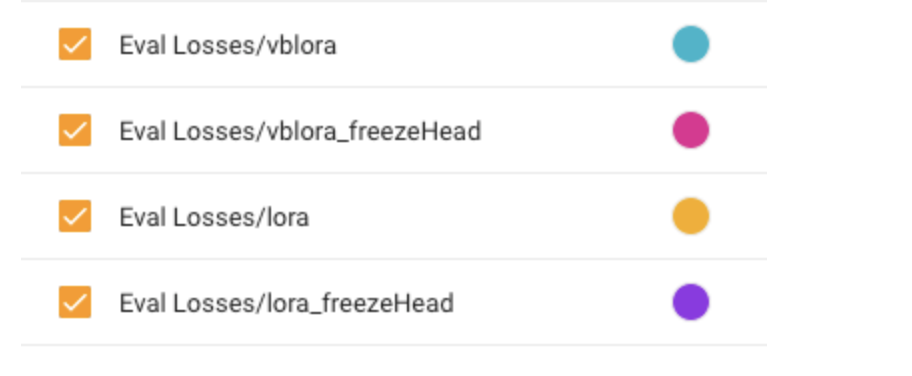 Eval Losses/vblora
Eval Losses/vblora_freezeHead
Eval Losses/lora
Eval Losses/lora_freezeHead